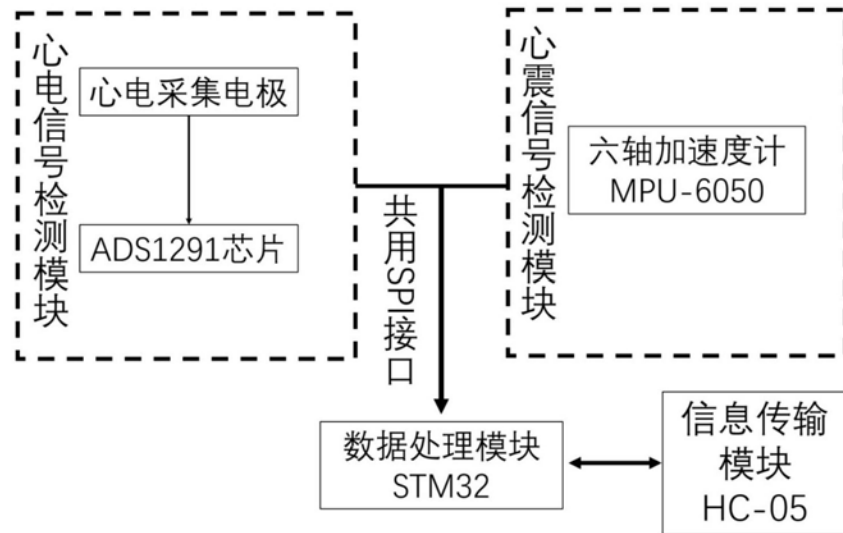 心电信号检测模块
心电采集电极
ADS1291芯片
共用SPI接口
心震信号检测模块
六轴加速度计
MPU-6050
数据处理模块
STM32
信息传输
模块
HC-05